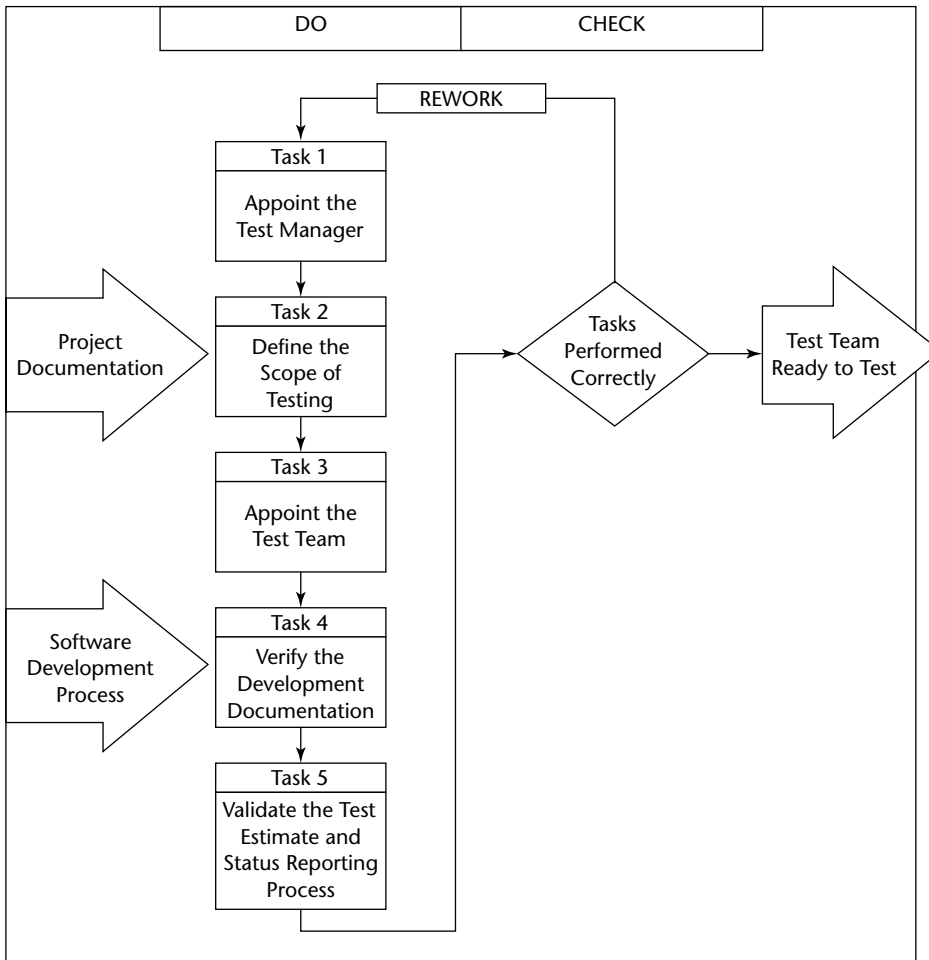 DO
CHECK
REWORK
Task 1
Appoint the
Test Manager
Project
Documentation
Task 2
Define the
Scope of
Testing
Tasks
Performed
Correctly
Test Team
Ready to Test
Task 3
Appoint the
Test Team
Software
Development
Process
Task 4
Verify the
Development
Documentation
Task 5
Validate the Test
Estimate and
Status Reporting
Process